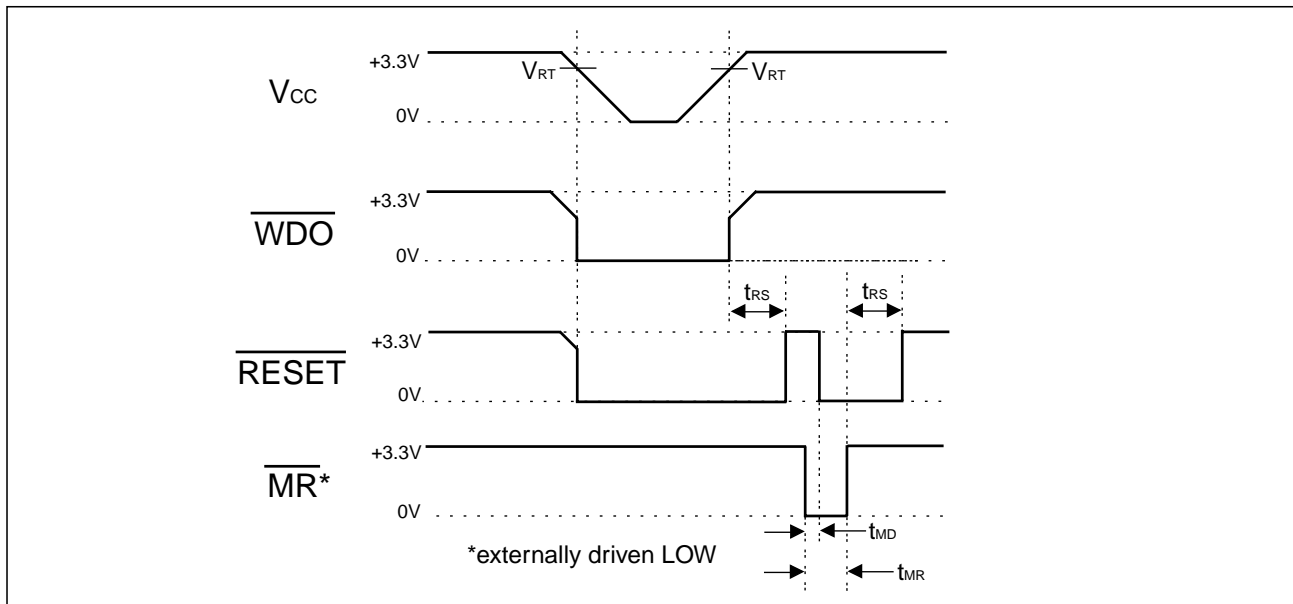 +3.3V
VRT
VRT
VCC
0V
+3.3V
WDO
0V
tRS
tRS
+3.3V
RESET
0V
+3.3V
MR*
0V
tMD
*externally driven LOW
tMR